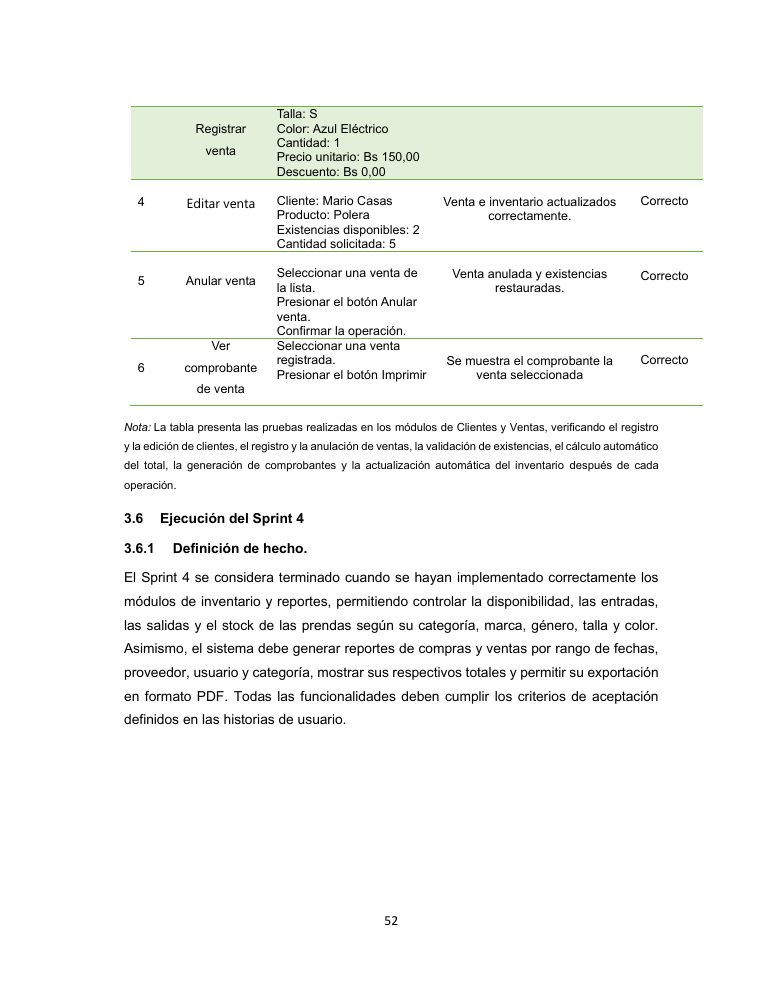 Registrar venta
Talla: S
Color: Azul Eléctrico
Cantidad: 1
Precio unitario: Bs 150,00
Descuento: Bs 0,00
4
Editar venta
Cliente: Mario Casas
Producto: Polera
Existencias disponibles: 2
Cantidad solicitada: 5
Venta e inventario actualizados
correctamente.
Correcto
5
Anular venta
Seleccionar una venta de
la lista.
Presionar el botón Anular
venta.
Confirmar la operación.
Venta anulada y existencias
restauradas.
Correcto
6
Ver
comprobante
de venta
Seleccionar una venta
registrada.
Presionar el botón Imprimir
Se muestra el comprobante la
venta seleccionada
Correcto
Nota: La tabla presenta las pruebas realizadas en los módulos de Clientes y Ventas, verificando el registro
y la edición de clientes, el registro y la anulación de ventas, la validación de existencias, el cálculo automático
del total, la generación de comprobantes y la actualización automática del inventario después de cada
operación.
3.6 Ejecución del Sprint 4
3.6.1 Definición de hecho.
El Sprint 4 se considera terminado cuando se hayan implementado correctamente los
módulos de inventario y reportes, permitiendo controlar la disponibilidad, las entradas,
las salidas y el stock de las prendas según su categoría, marca, género, talla y color.
Asimismo, el sistema debe generar reportes de compras y ventas por rango de fechas,
proveedor, usuario y categoría, mostrar sus respectivos totales y permitir su exportación
en formato PDF. Todas las funcionalidades deben cumplir los criterios de aceptación
definidos en las historias de usuario.
52